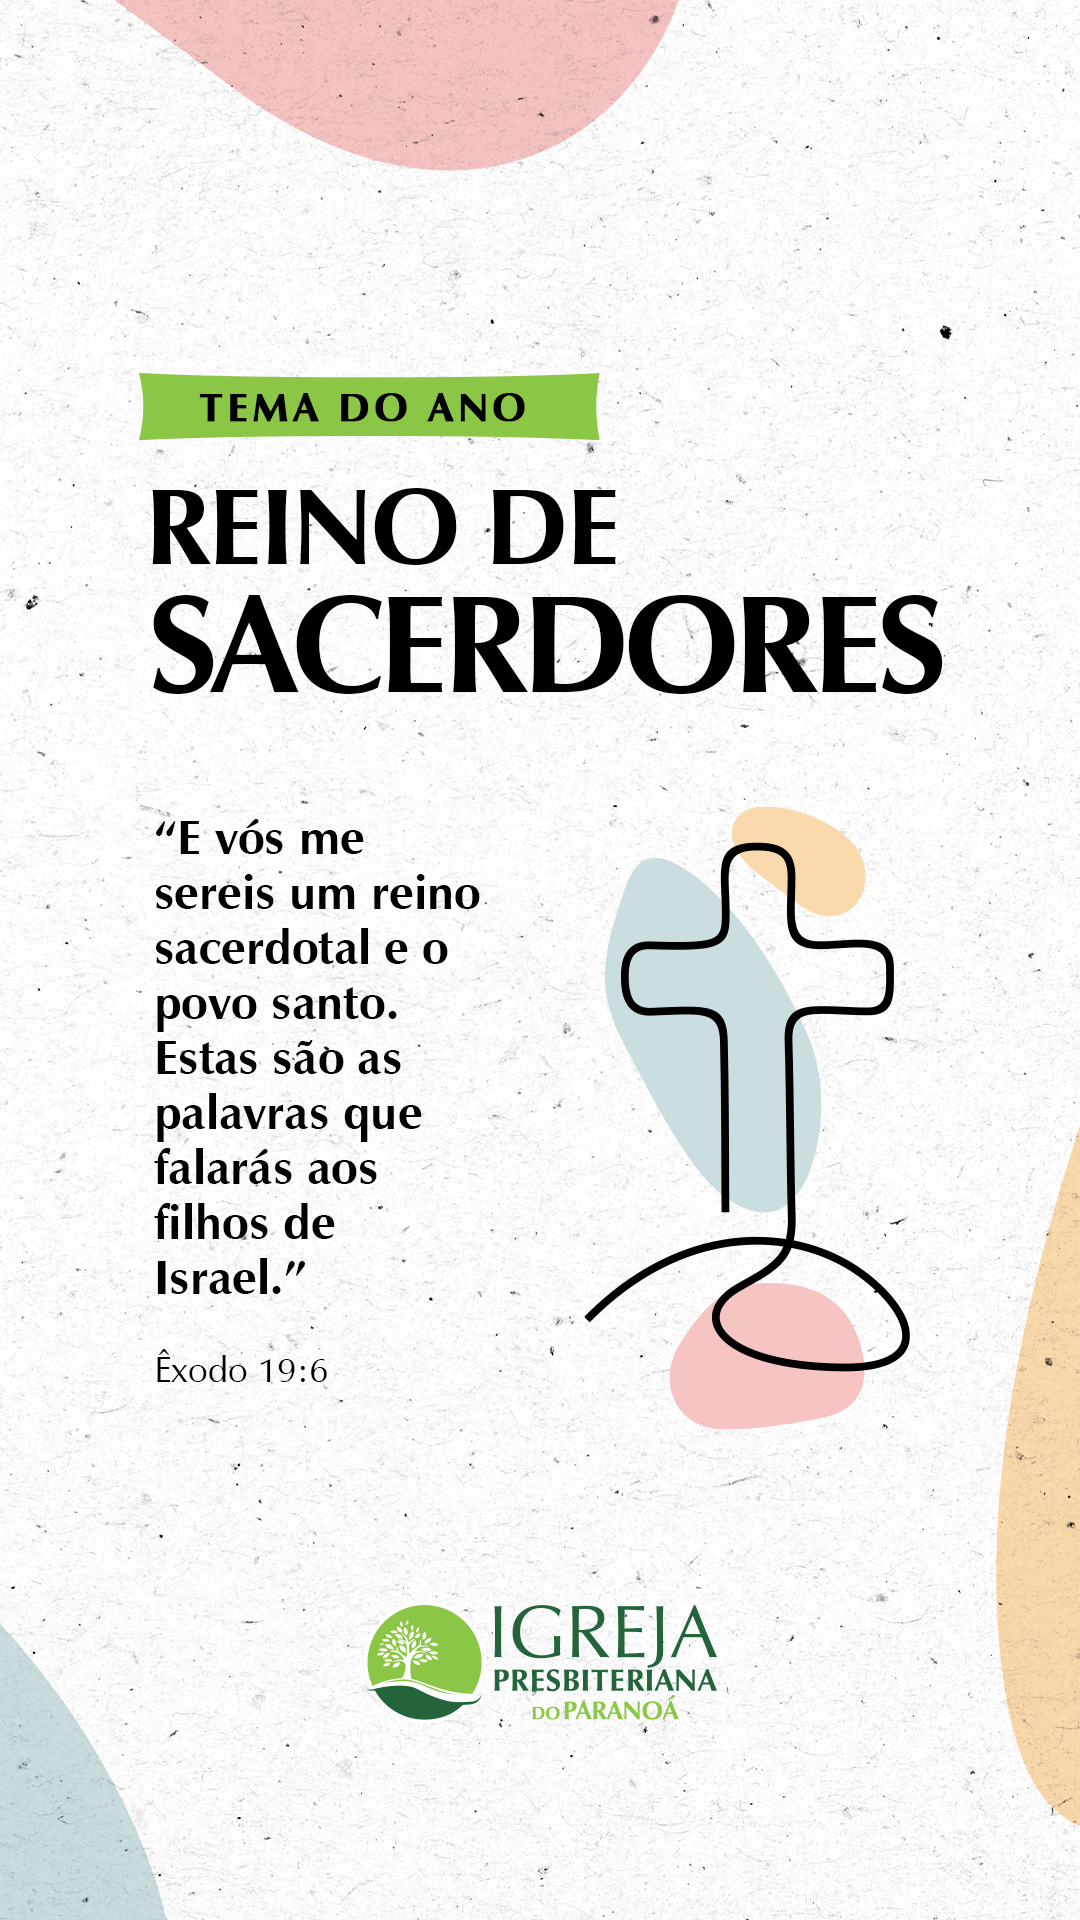 TEMA DO ANO
REINO DE
SACERDORES
“E vós me
sereis um reino
sacerdotal e o
povo santo.
Estas são as
palavras que
falarás aos
filhos de
Israel.”
Êxodo 19:6
IGREJA
PRESBITERIANA
DO PARANOÁ